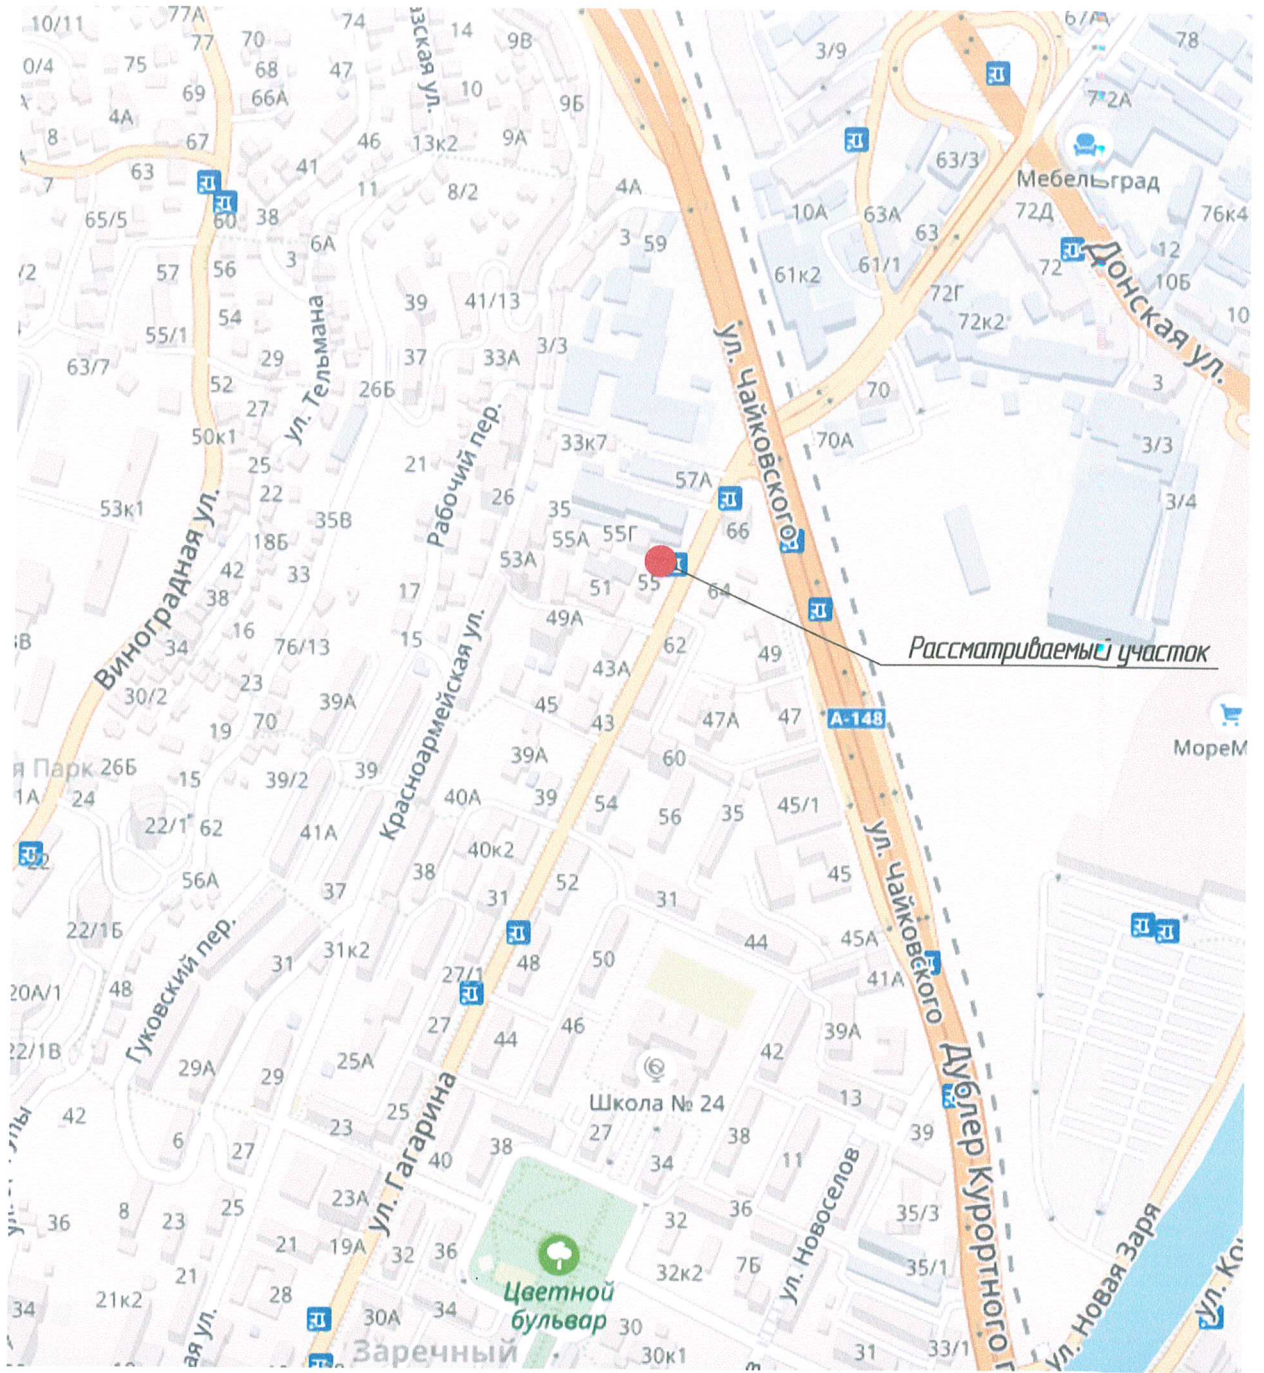 10/11
77А
77
70
74
14
9В
3/9
67А
78
0/4
75
68
47
казская ул.
10
9Б
69
66А
7-2А
4А
8
67
46
13к2
9А
63/3
7
63
41
11
8/2
4А
Мебельград
65/5
60
38
10А
63А
72Д
76к4
6А
3
59
63
12
/2
57
56
3
61к2
61/1
72
10Б
Донская ул.
54
39
41/13
72Г
10
55/1
ул. Тельмана
72к2
63/7
29
37
33А
3/3
ул. Чайковского
52
26Б
70
3
27
Рабочий пер.
50к1
33к7
70А
3/3
25
21
57А
22
26
3/4
53к1
35В
35
66
Виноградная ул.
18Б
55А
55Г
42
33
53А
38
17
51
55
64
16
49А
34
76/13
15
62
49
Рассматриваемый участок
8В
23
43А
30/2
39А
Красноармейская ул.
45
43
47А
47
А-148
19
70
39А
60
МореМ
я Парк
26Б
15
39/2
39
1А
24
40А
39
54
56
35
45/1
22/1
62
41А
40к2
ул. Чайковского
22
56А
38
52
45
37
31
31
22/1Б
Гуковский пер.
31к2
44
45А
31
27/1
48
50
41А
20А/1
48
27
46
39А
22/1В
44
42
29А
29
25А
Дублер Курортного п
42
25
Школа № 24
13
23
ул. Гагарина
27
38
39
6
27
40
38
34
11
23А
ул. Новоселов
36
8
23
25
32
36
35/3
21
19А
32
36
ул. Новая Заря
21
32к2
7Б
35/1
ул. Ко
34
21к2
28
Цветной
бульвар
30А
34
30
Заречный
30к1
31
33/1
ая ул.